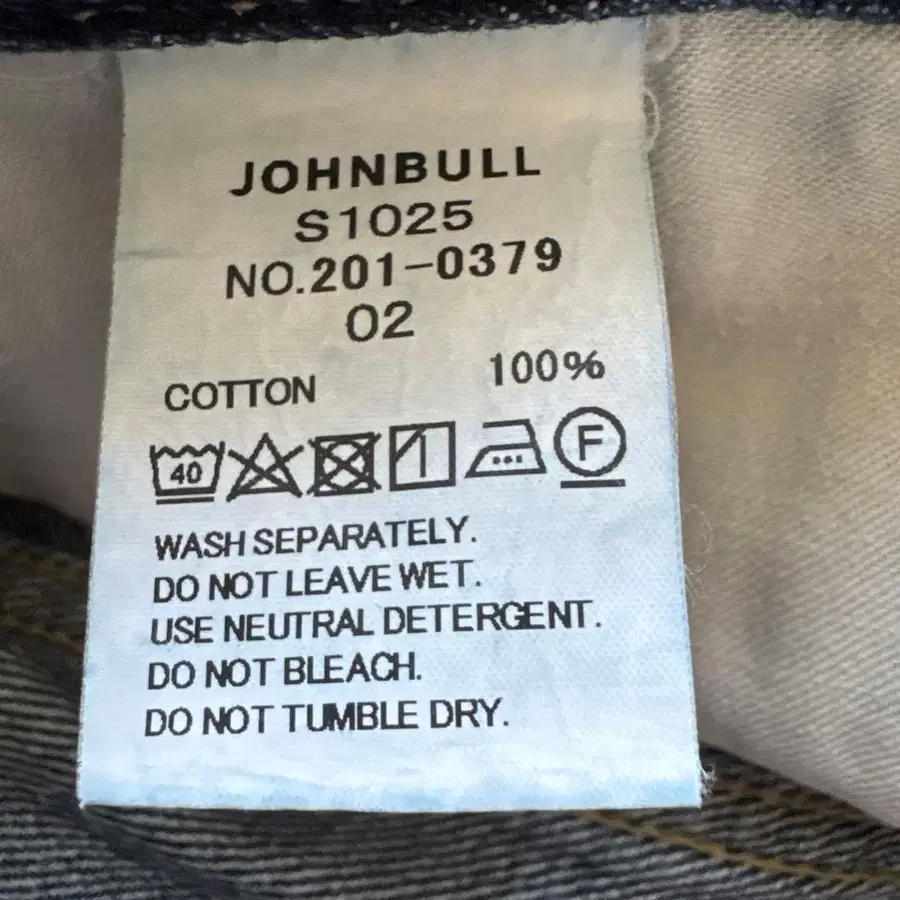 JOHNBULL
S1025
NO.201-0379
02
COTTON 100%
40 F
WASH SEPARATELY.
DO NOT LEAVE WET.
USE NEUTRAL DETERGENT.
DO NOT BLEACH.
DO NOT TUMBLE DRY.